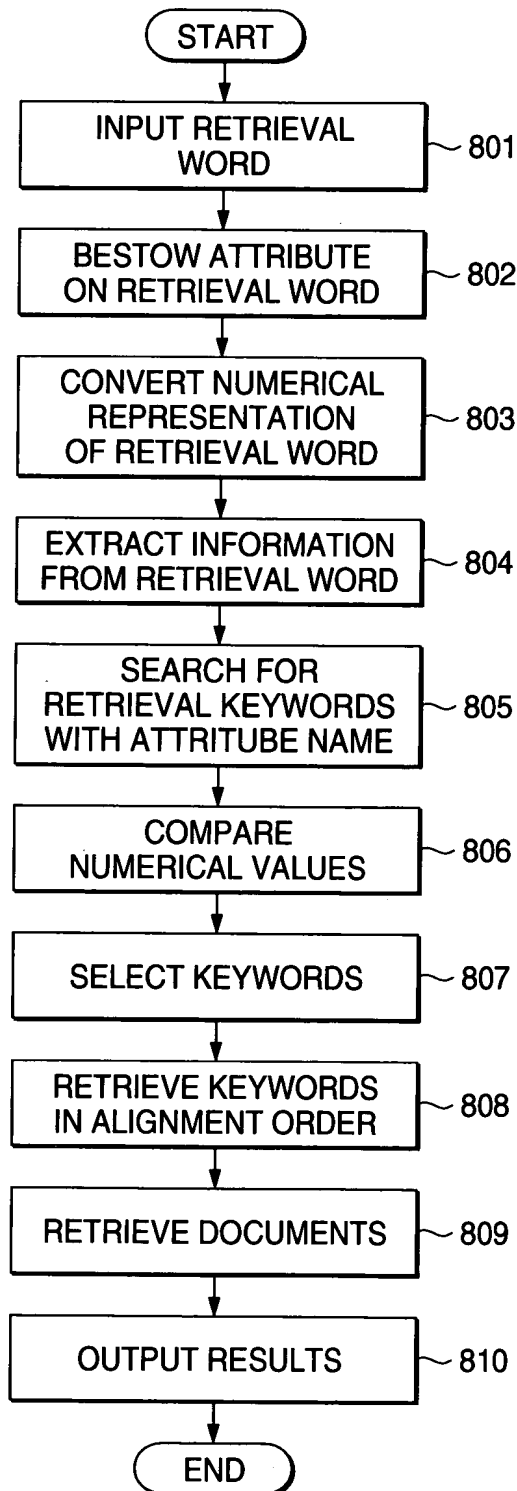 START
INPUT RETRIEVAL
WORD
801
BESTOW ATTRIBUTE
ON RETRIEVAL WORD
802
CONVERT NUMERICAL
REPRESENTATION
OF RETRIEVAL WORD
803
EXTRACT INFORMATION
FROM RETRIEVAL WORD
804
SEARCH FOR
RETRIEVAL KEYWORDS
WITH ATTRITUBE NAME
805
COMPARE
NUMERICAL VALUES
806
SELECT KEYWORDS
807
RETRIEVE KEYWORDS
IN ALIGNMENT ORDER
808
RETRIEVE DOCUMENTS
809
OUTPUT RESULTS
810
END